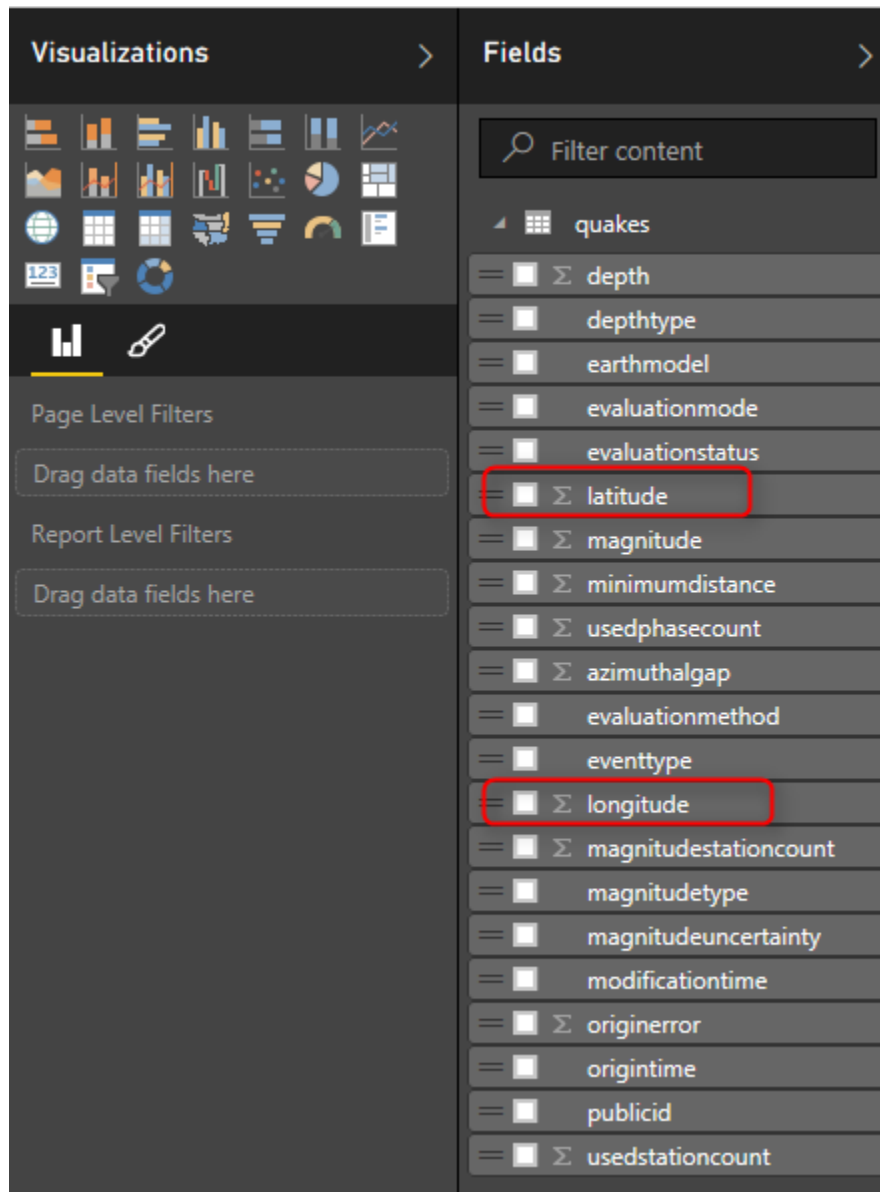 Visualizations
Fields
Filter content
quakes
123
Σ depth
depthtype
earthmodel
evaluationmode
evaluationstatus
Page Level Filters
Drag data fields here
Report Level Filters
Drag data fields here
Σ latitude
Σ magnitude
Σ minimumdistance
Σ usedphasecount
Σ azimuthalgap
evaluationmethod
eventtype
Σ longitude
Σ magnitudestationcount
magnitudetype
magnitudeuncertainty
modificationtime
Σ originerror
origintime
publicid
Σ usedstationcount